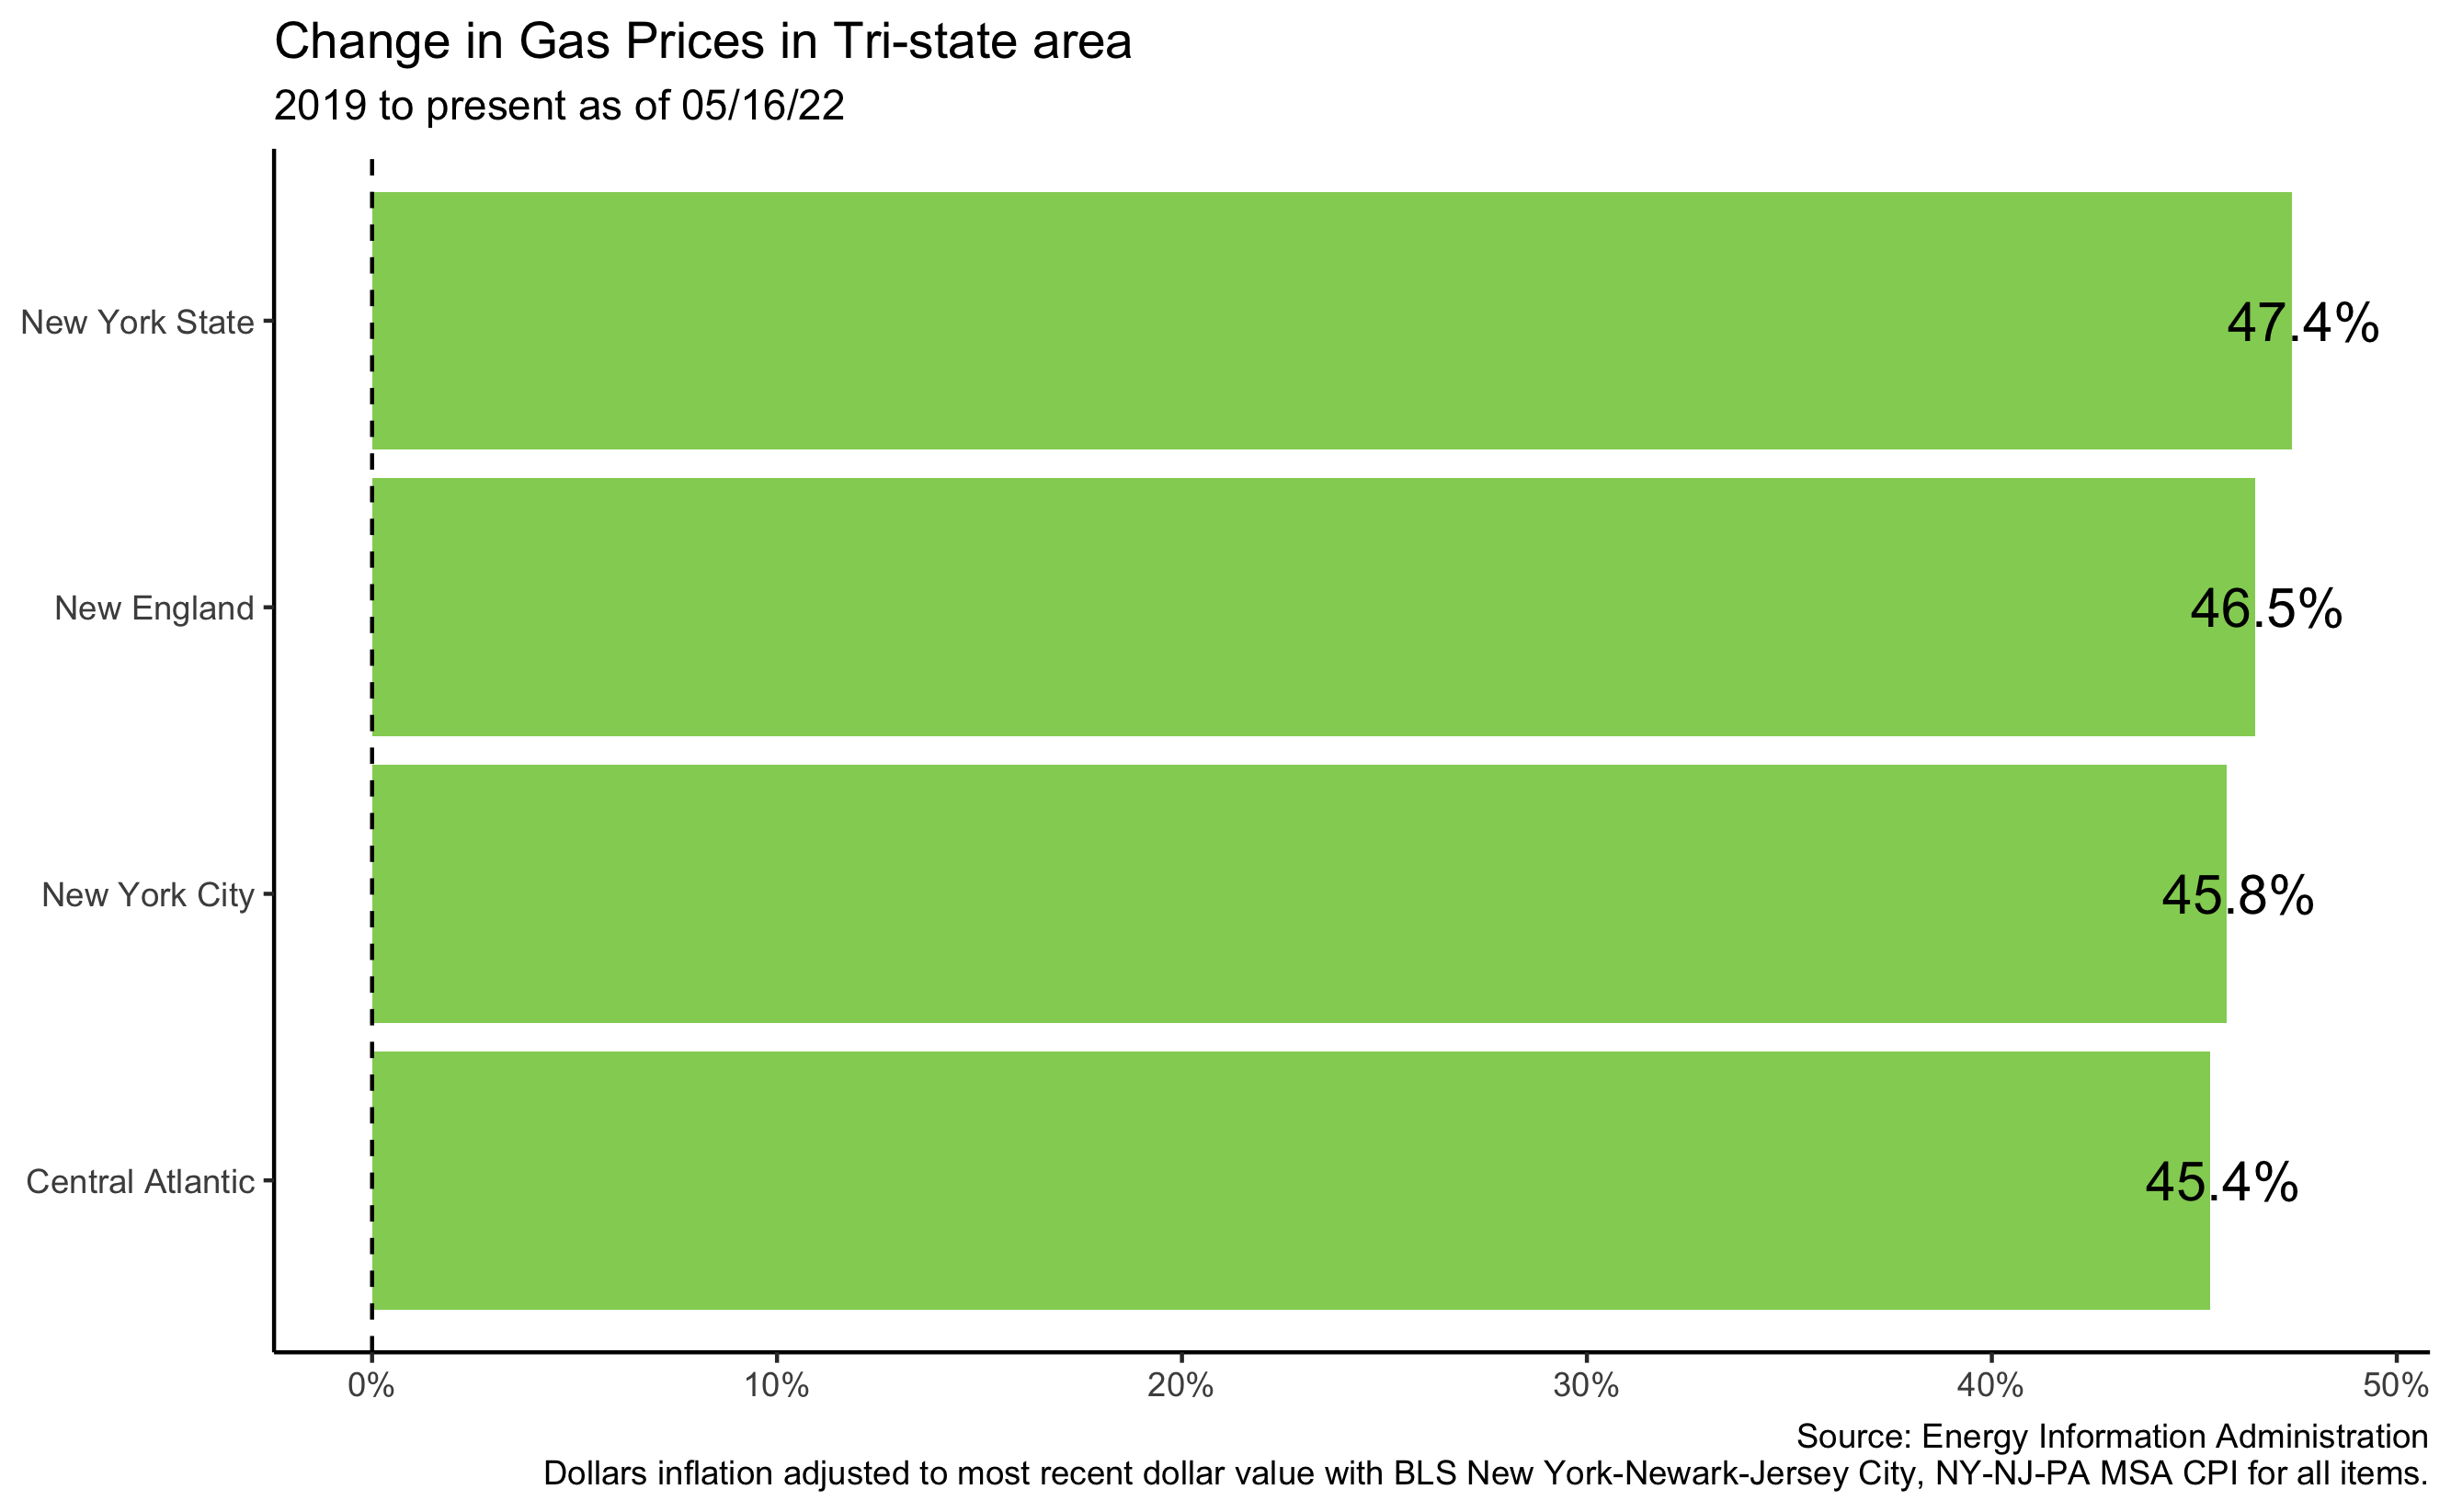 Change in Gas Prices in Tri-state area
2019 to present as of 05/16/22
New York State
47.4%
New England
46.5%
New York City
45.8%
Central Atlantic
45.4%
0% 10% 20% 30% 40% 50%
Source: Energy Information Administration
Dollars inflation adjusted to most recent dollar value with BLS New York-Newark-Jersey City, NY-NJ-PA MSA CPI for all items.